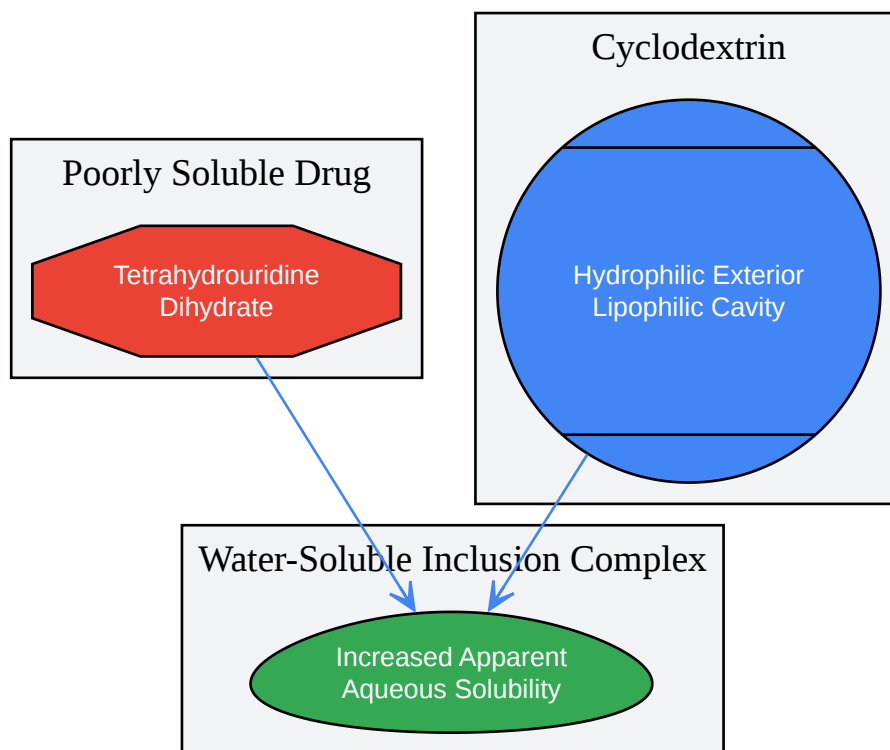 Cyclodextrin
Hydrophilic Exterior
Lipophilic Cavity
Poorly Soluble Drug
Tetrahydrouridine
Dihydrate
Water-Soluble Inclusion Complex
Increased Apparent
Aqueous Solubility